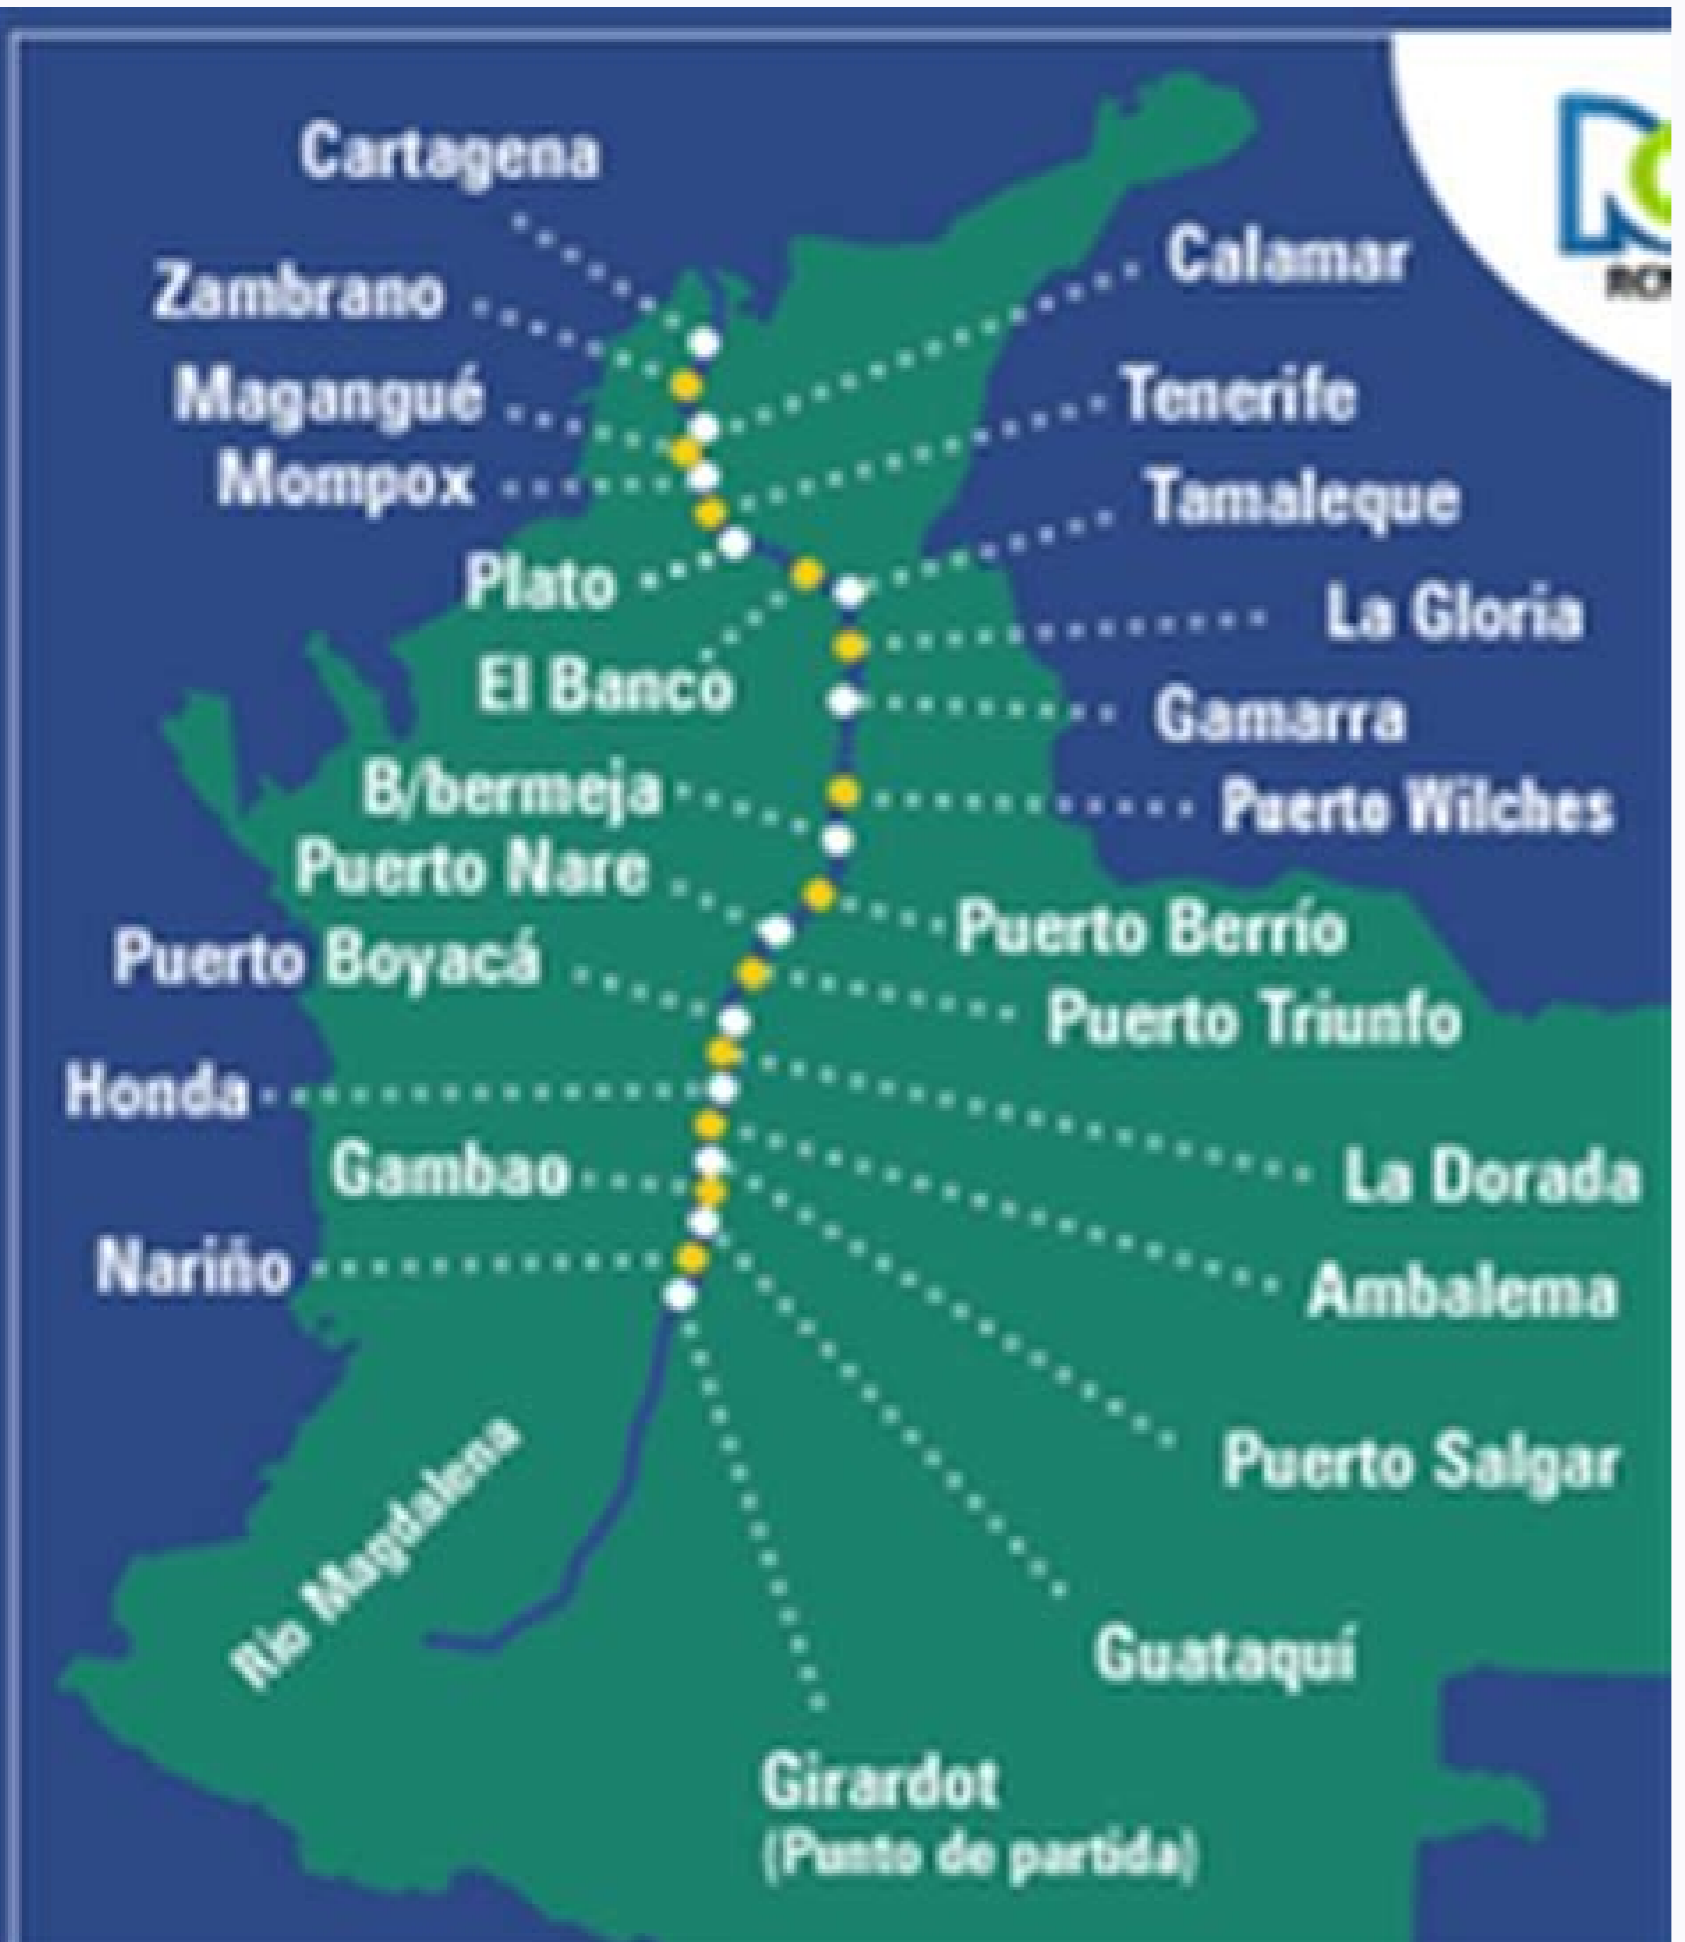 Cartagena
Calamar
Zambrano
Magangué
Tenerife
Mompox
Tamaleque
Plato
La Gloria
El Banco
Gamarra
B/bermeja
Puerto Wilches
Puerto Nare
Puerto Berrío
Puerto Boyacá
Puerto Triunfo
Honda
Gambao
La Dorada
Nariño
Ambalema
Puerto Salgar
Río Magdalena
Guataquí
Girardot
(Punto de partida)